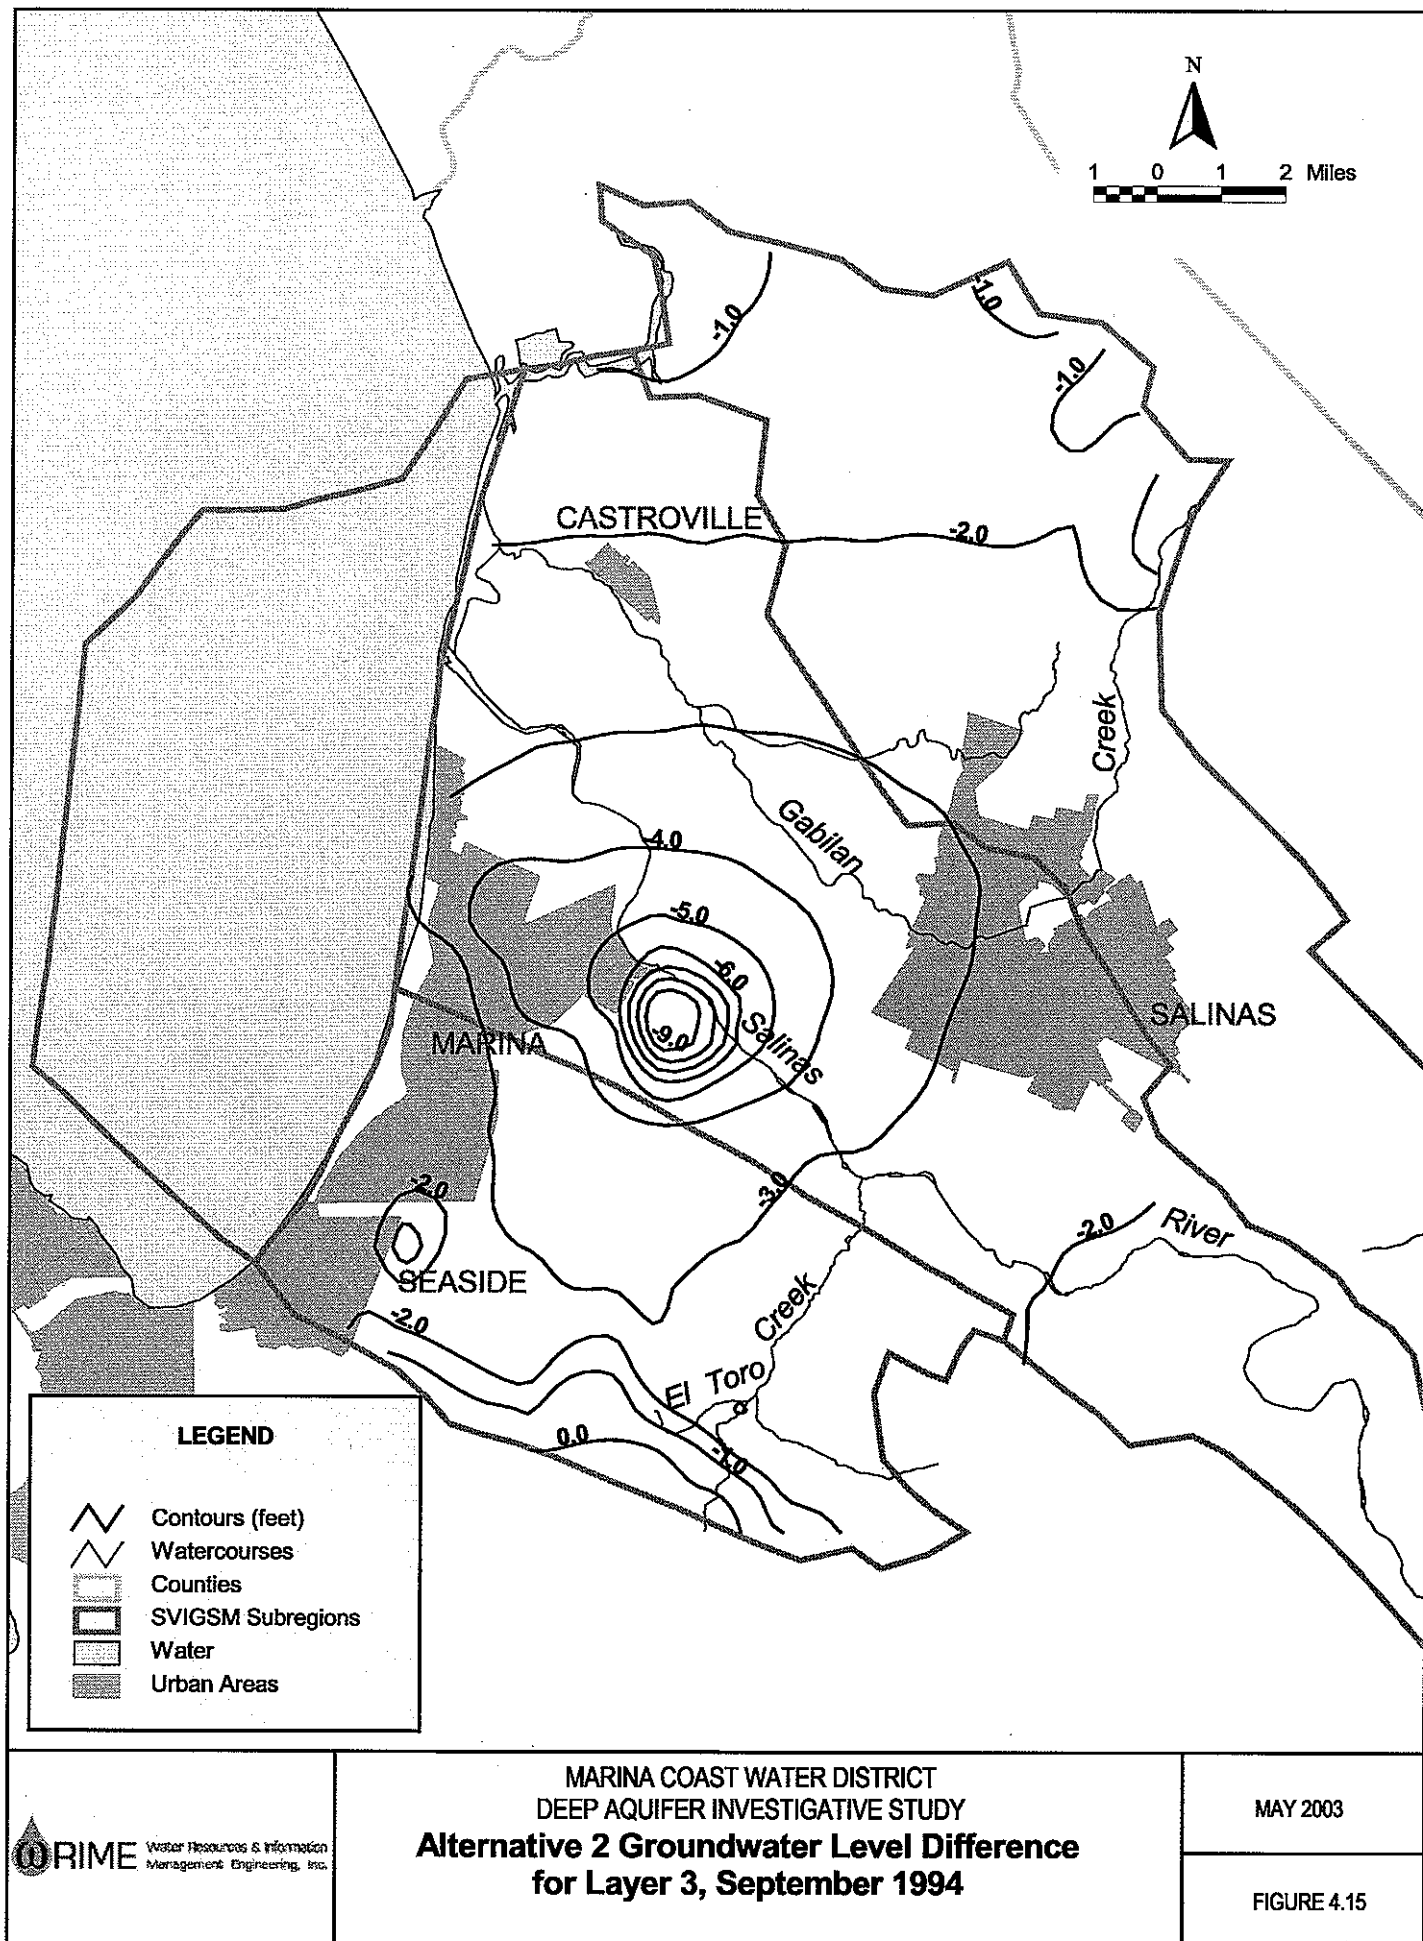 N
1 0 1 2 Miles
-1.0
-1.0
-1.0
CASTROVILLE
-2.0
Creek
Gabilan
-4.0
-5.0
-6.0
-9.0
Salinas
SALINAS
MARINA
-3.0
-2.0
-2.0
River
SEASIDE
Creek
-2.0
El Toro
0.0
-1.0
LEGEND
Contours (feet)
Watercourses
Counties
SVIGSM Subregions
Water
Urban Areas
WRIME Water Resources & Information
Management Engineering, Inc.
MARINA COAST WATER DISTRICT
DEEP AQUIFER INVESTIGATIVE STUDY
Alternative 2 Groundwater Level Difference
for Layer 3, September 1994
MAY 2003
FIGURE 4.15